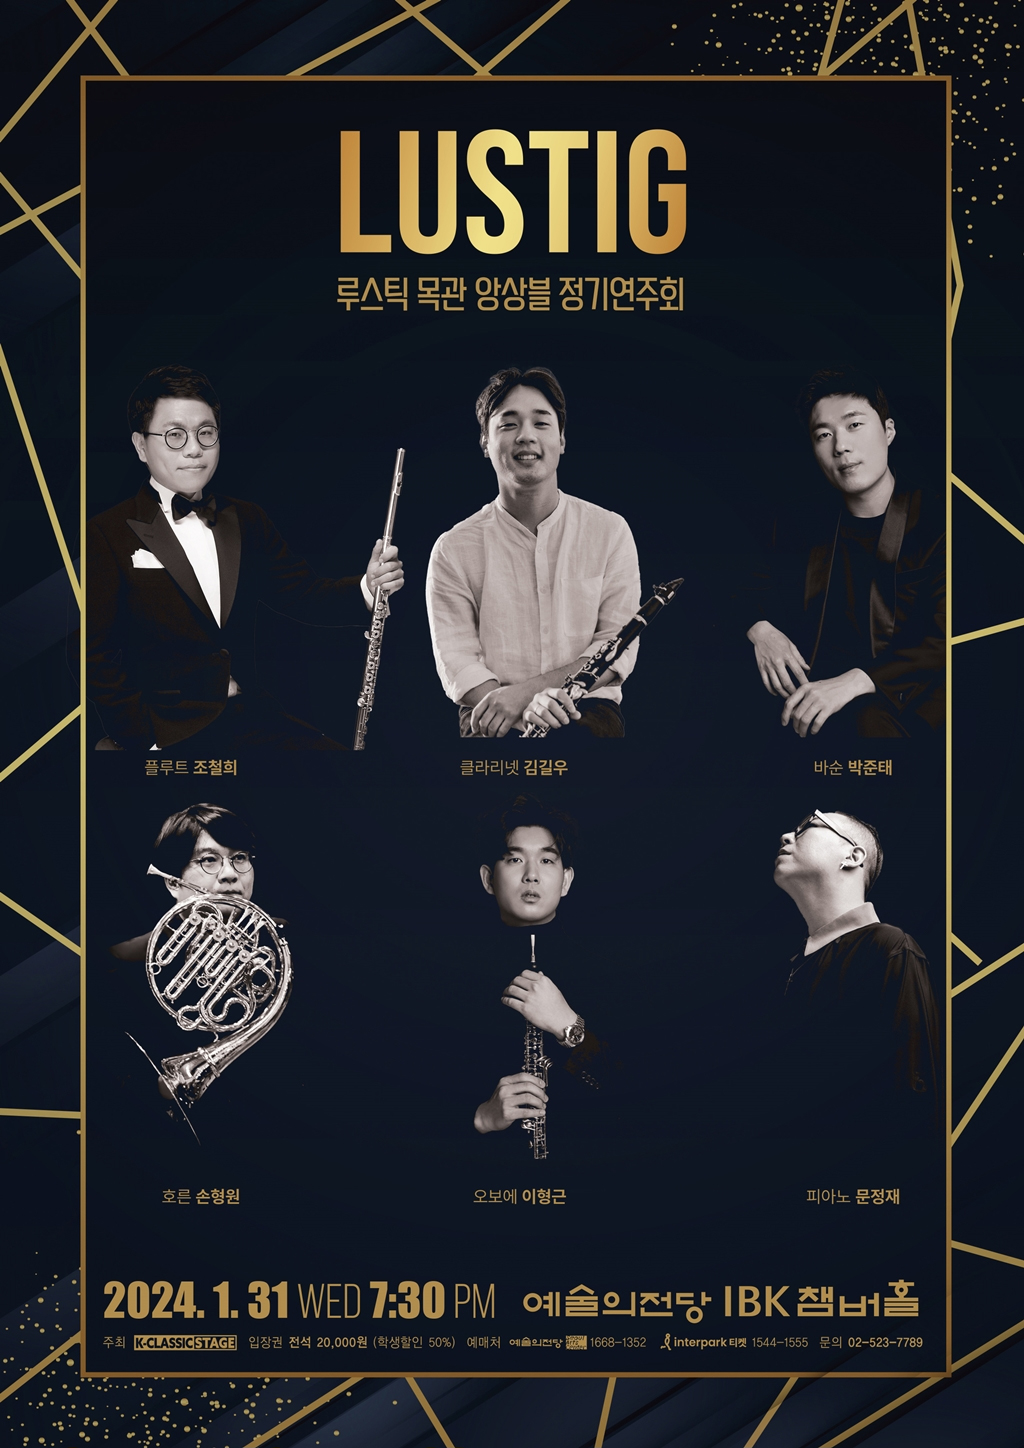 LUSTIG
루스틱 목관 앙상블 정기연주회
플루트 조철희
클라리넷 김길우
바순 박준태
호른 손형원
오보에 이형근
피아노 문정재
2024. 1. 31 WED 7:30 PM 예술의전당 IBK 챔버홀
주최 K-CLASSIC STAGE 입장권 전석 20,000원 (학생할인 50%) 예매처 예술의전당 1668-1352 interpark 티켓 1544-1555 문의 02-523-7789